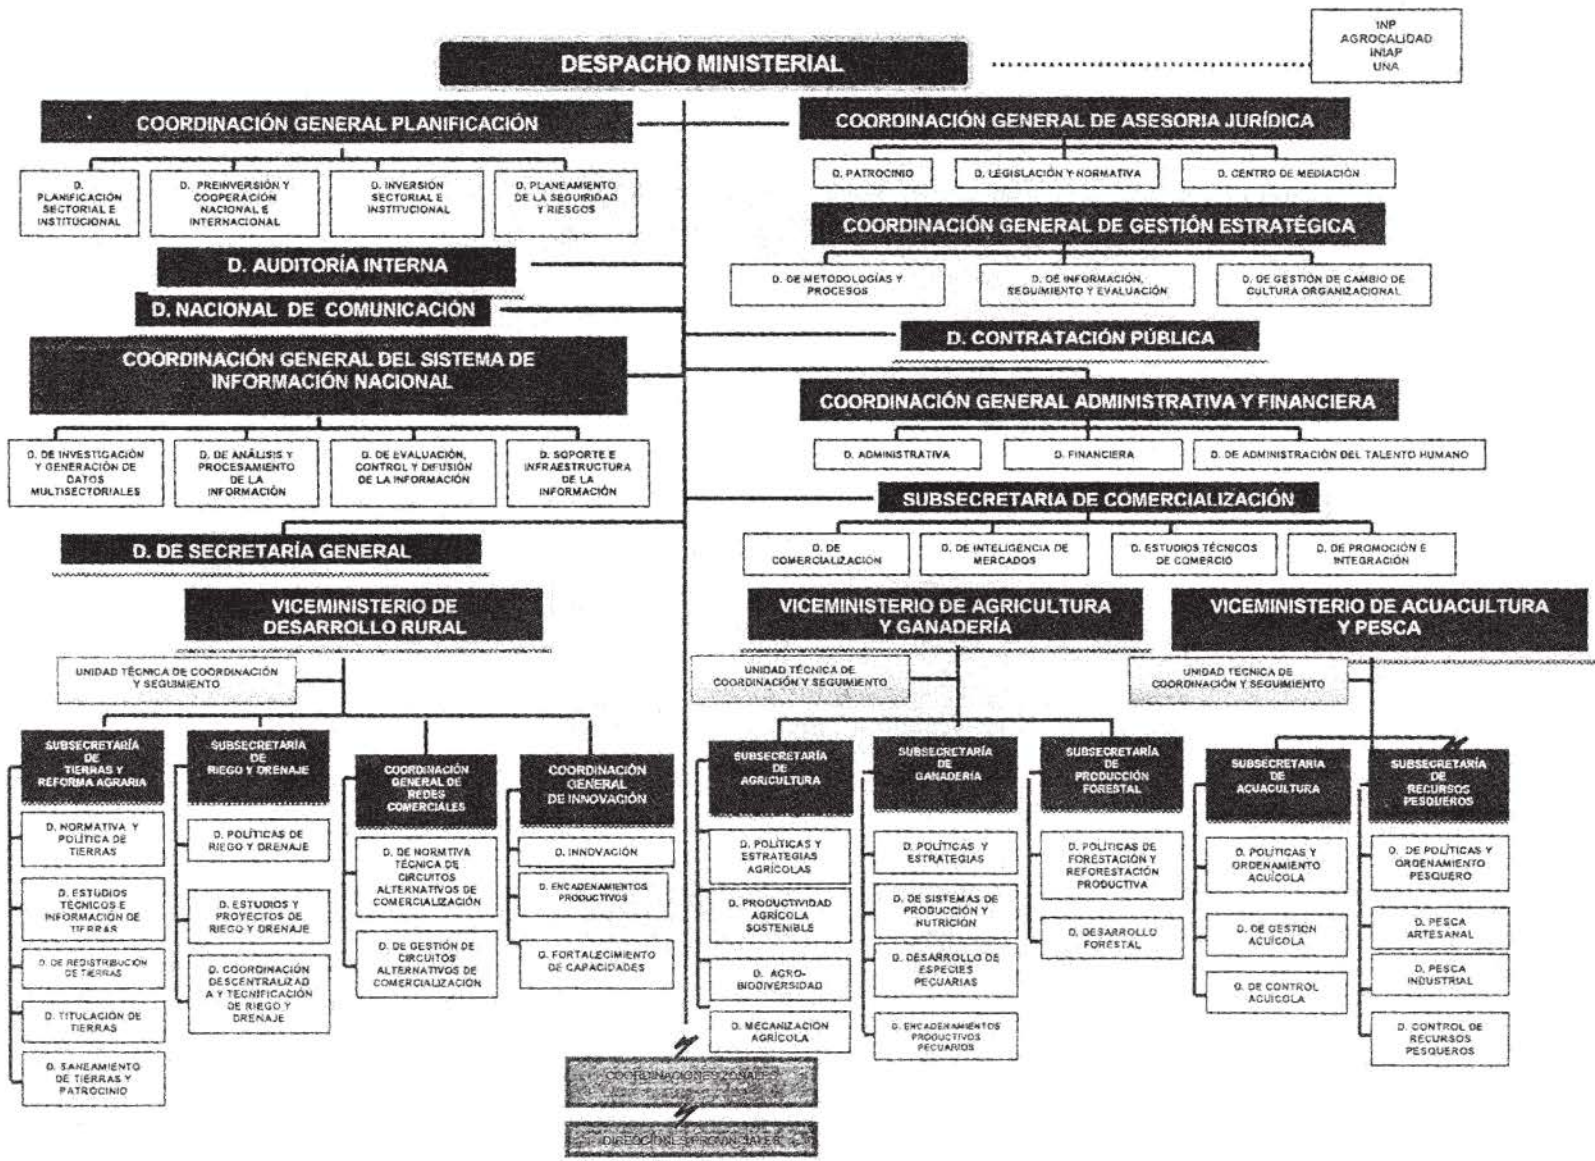 INP
AGROCALIDAD
INIAP
UNA
DESPACHO MINISTERIAL
COORDINACIÓN GENERAL PLANIFICACIÓN
COORDINACIÓN GENERAL DE ASESORIA JURÍDICA
D.
PLANIFICACIÓN
SECTORIAL E
INSTITUCIONAL
D. PREINVERSIÓN Y
COOPERACIÓN
NACIONAL E
INTERNACIONAL
D. INVERSIÓN
SECTORIAL E
INSTITUCIONAL
D. PLANEAMIENTO
DE LA SEGUIRIDAD
Y RIESGOS
D. PATROCINIO
D. LEGISLACIÓN Y NORMATIVA
D. CENTRO DE MEDIACIÓN
COORDINACIÓN GENERAL DE GESTIÓN ESTRATÉGICA
D. AUDITORÍA INTERNA
D. DE METODOLOGÍAS Y
PROCESOS
D. DE INFORMACIÓN,
SEGUIMIENTO Y EVALUACIÓN
D. DE GESTIÓN DE CAMBIO DE
CULTURA ORGANIZACIONAL
D. NACIONAL DE COMUNICACIÓN
D. CONTRATACIÓN PÚBLICA
COORDINACIÓN GENERAL DEL SISTEMA DE
INFORMACIÓN NACIONAL
COORDINACIÓN GENERAL ADMINISTRATIVA Y FINANCIERA
D. DE INVESTIGACIÓN
Y GENERACIÓN DE
DATOS
MULTISECTORIALES
D. DE ANÁLISIS Y
PROCESAMIENTO
DE LA
INFORMACIÓN
D. DE EVALUACIÓN,
CONTROL Y DIFUSIÓN
DE LA INFORMACIÓN
D. SOPORTE E
INFRAESTRUCTURA
DE LA
INFORMACIÓN
D. ADMINISTRATIVA
D. FINANCIERA
D. DE ADMINISTRACIÓN DEL TALENTO HUMANO
SUBSECRETARIA DE COMERCIALIZACIÓN
D. DE SECRETARÍA GENERAL
D. DE
COMERCIALIZACIÓN
D. DE INTELIGENCIA DE
MERCADOS
D. ESTUDIOS TÉCNICOS
DE COMERCIO
D. DE PROMOCIÓN E
INTEGRACIÓN
VICEMINISTERIO DE
DESARROLLO RURAL
VICEMINISTERIO DE AGRICULTURA
Y GANADERÍA
VICEMINISTERIO DE ACUACULTURA
Y PESCA
UNIDAD TÉCNICA DE COORDINACIÓN
Y SEGUIMIENTO
UNIDAD TÉCNICA DE
COORDINACIÓN Y SEGUIMIENTO
UNIDAD TECNICA DE
COORDINACIÓN Y SEGUIMIENTO
SUBSECRETARÍA
DE
TIERRAS Y
REFORMA AGRARIA
D. NORMATIVA Y
POLÍTICA DE
TIERRAS
D. ESTUDIOS
TÉCNICOS E
INFORMACIÓN DE
TIERRAS
D. DE REDISTRIBUCIÓN
DE TIERRAS
D. TITULACIÓN DE
TIERRAS
D. SANEAMIENTO
DE TIERRAS Y
PATROCINIO
SUBSECRETARÍA
DE
RIEGO Y DRENAJE
D. POLÍTICAS DE
RIEGO Y DRENAJE
D. ESTUDIOS Y
PROYECTOS DE
RIEGO Y DRENAJE
D. COORDINACIÓN
DESCENTRALIZAD
A Y TECNIFICACIÓN
DE RIEGO Y
DRENAJE
COORDINACIÓN
GENERAL DE
REDES
COMERCIALES
D. DE NORMTIVA
TÉCNICA DE
CIRCUITOS
ALTERNATIVOS DE
COMERCIALIZACIÓN
D. DE GESTIÓN DE
CIRCUITOS
ALTERNATIVOS DE
COMERCIALIZACIÓN
COORDINACIÓN
GENERAL
DE INNOVACIÓN
D. INNOVACIÓN
D. ENCADENAMIENTOS
PRODUCTIVOS
D. FORTALECIMIENTO
DE CAPACIDADES
SUBSECRETARÍA
DE
AGRICULTURA
D. POLÍTICAS Y
ESTRATEGIAS
AGRÍCOLAS
D. PRODUCTIVIDAD
AGRÍCOLA
SOSTENIBLE
D. AGRO-
BIODIVERSIDAD
D. MECANIZACIÓN
AGRÍCOLA
SUBSECRETARÍA
DE
GANADERÍA
D. POLÍTICAS Y
ESTRATEGIAS
D. DE SISTEMAS DE
PRODUCCIÓN Y
NUTRICIÓN
D. DESARROLLO DE
ESPECIES
PECUARIAS
D. ENCADENAMIENTOS
PRODUCTIVOS
PECUARIOS
SUBSECRETARÍA
DE
PRODUCCIÓN
FORESTAL
D. POLÍTICAS DE
FORESTACIÓN Y
REFORESTACIÓN
PRODUCTIVA
D. DESARROLLO
FORESTAL
SUBSECRETARÍA
DE
ACUACULTURA
D. POLÍTICAS Y
ORDENAMIENTO
ACUÍCOLA
D. DE GESTIÓN
ACUÍCOLA
D. DE CONTROL
ACUÍCOLA
SUBSECRETARÍA
DE
RECURSOS
PESQUEROS
D. DE POLÍTICAS Y
ORDENAMIENTO
PESQUERO
D. PESCA
ARTESANAL
D. PESCA
INDUSTRIAL
D. CONTROL DE
RECURSOS
PESQUEROS
COORDINACIONES ZONALES
DIRECCIONES PROVINCIALES